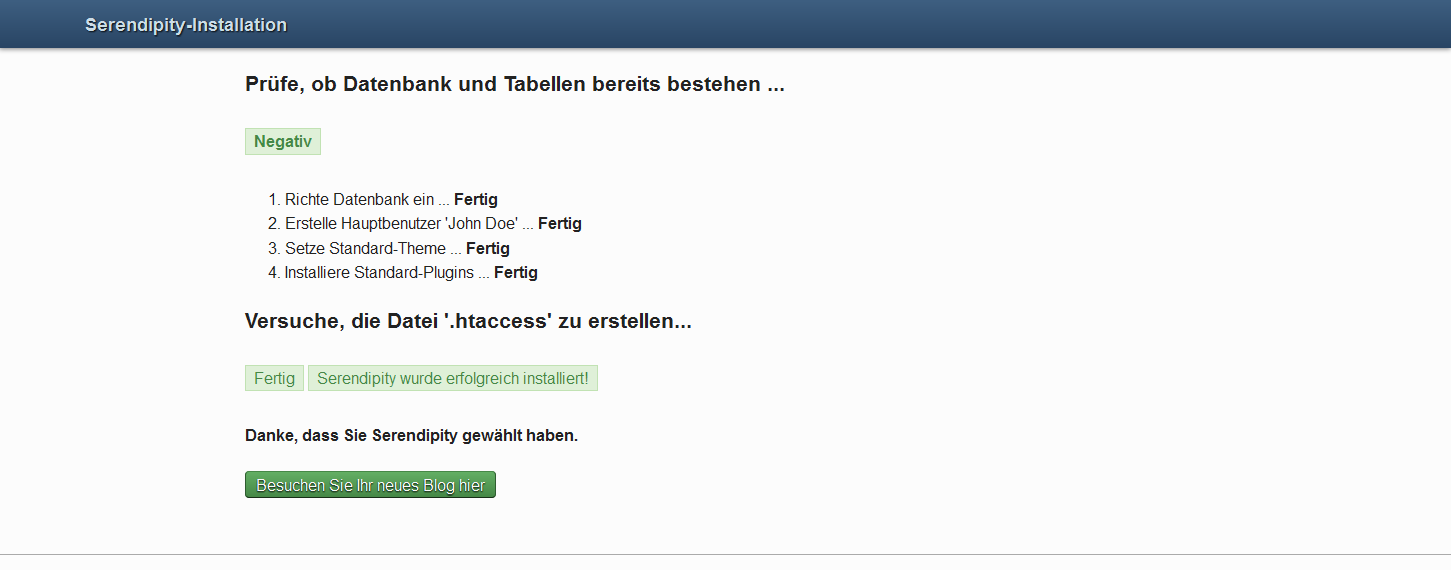 Serendipity-Installation
Prüfe, ob Datenbank und Tabellen bereits bestehen ...
Negativ
1. Richte Datenbank ein ... Fertig
2. Erstelle Hauptbenutzer 'John Doe' ... Fertig
3. Setze Standard-Theme ... Fertig
4. Installiere Standard-Plugins ... Fertig
Versuche, die Datei '.htaccess' zu erstellen...
Fertig Serendipity wurde erfolgreich installiert!
Danke, dass Sie Serendipity gewählt haben.
Besuchen Sie Ihr neues Blog hier